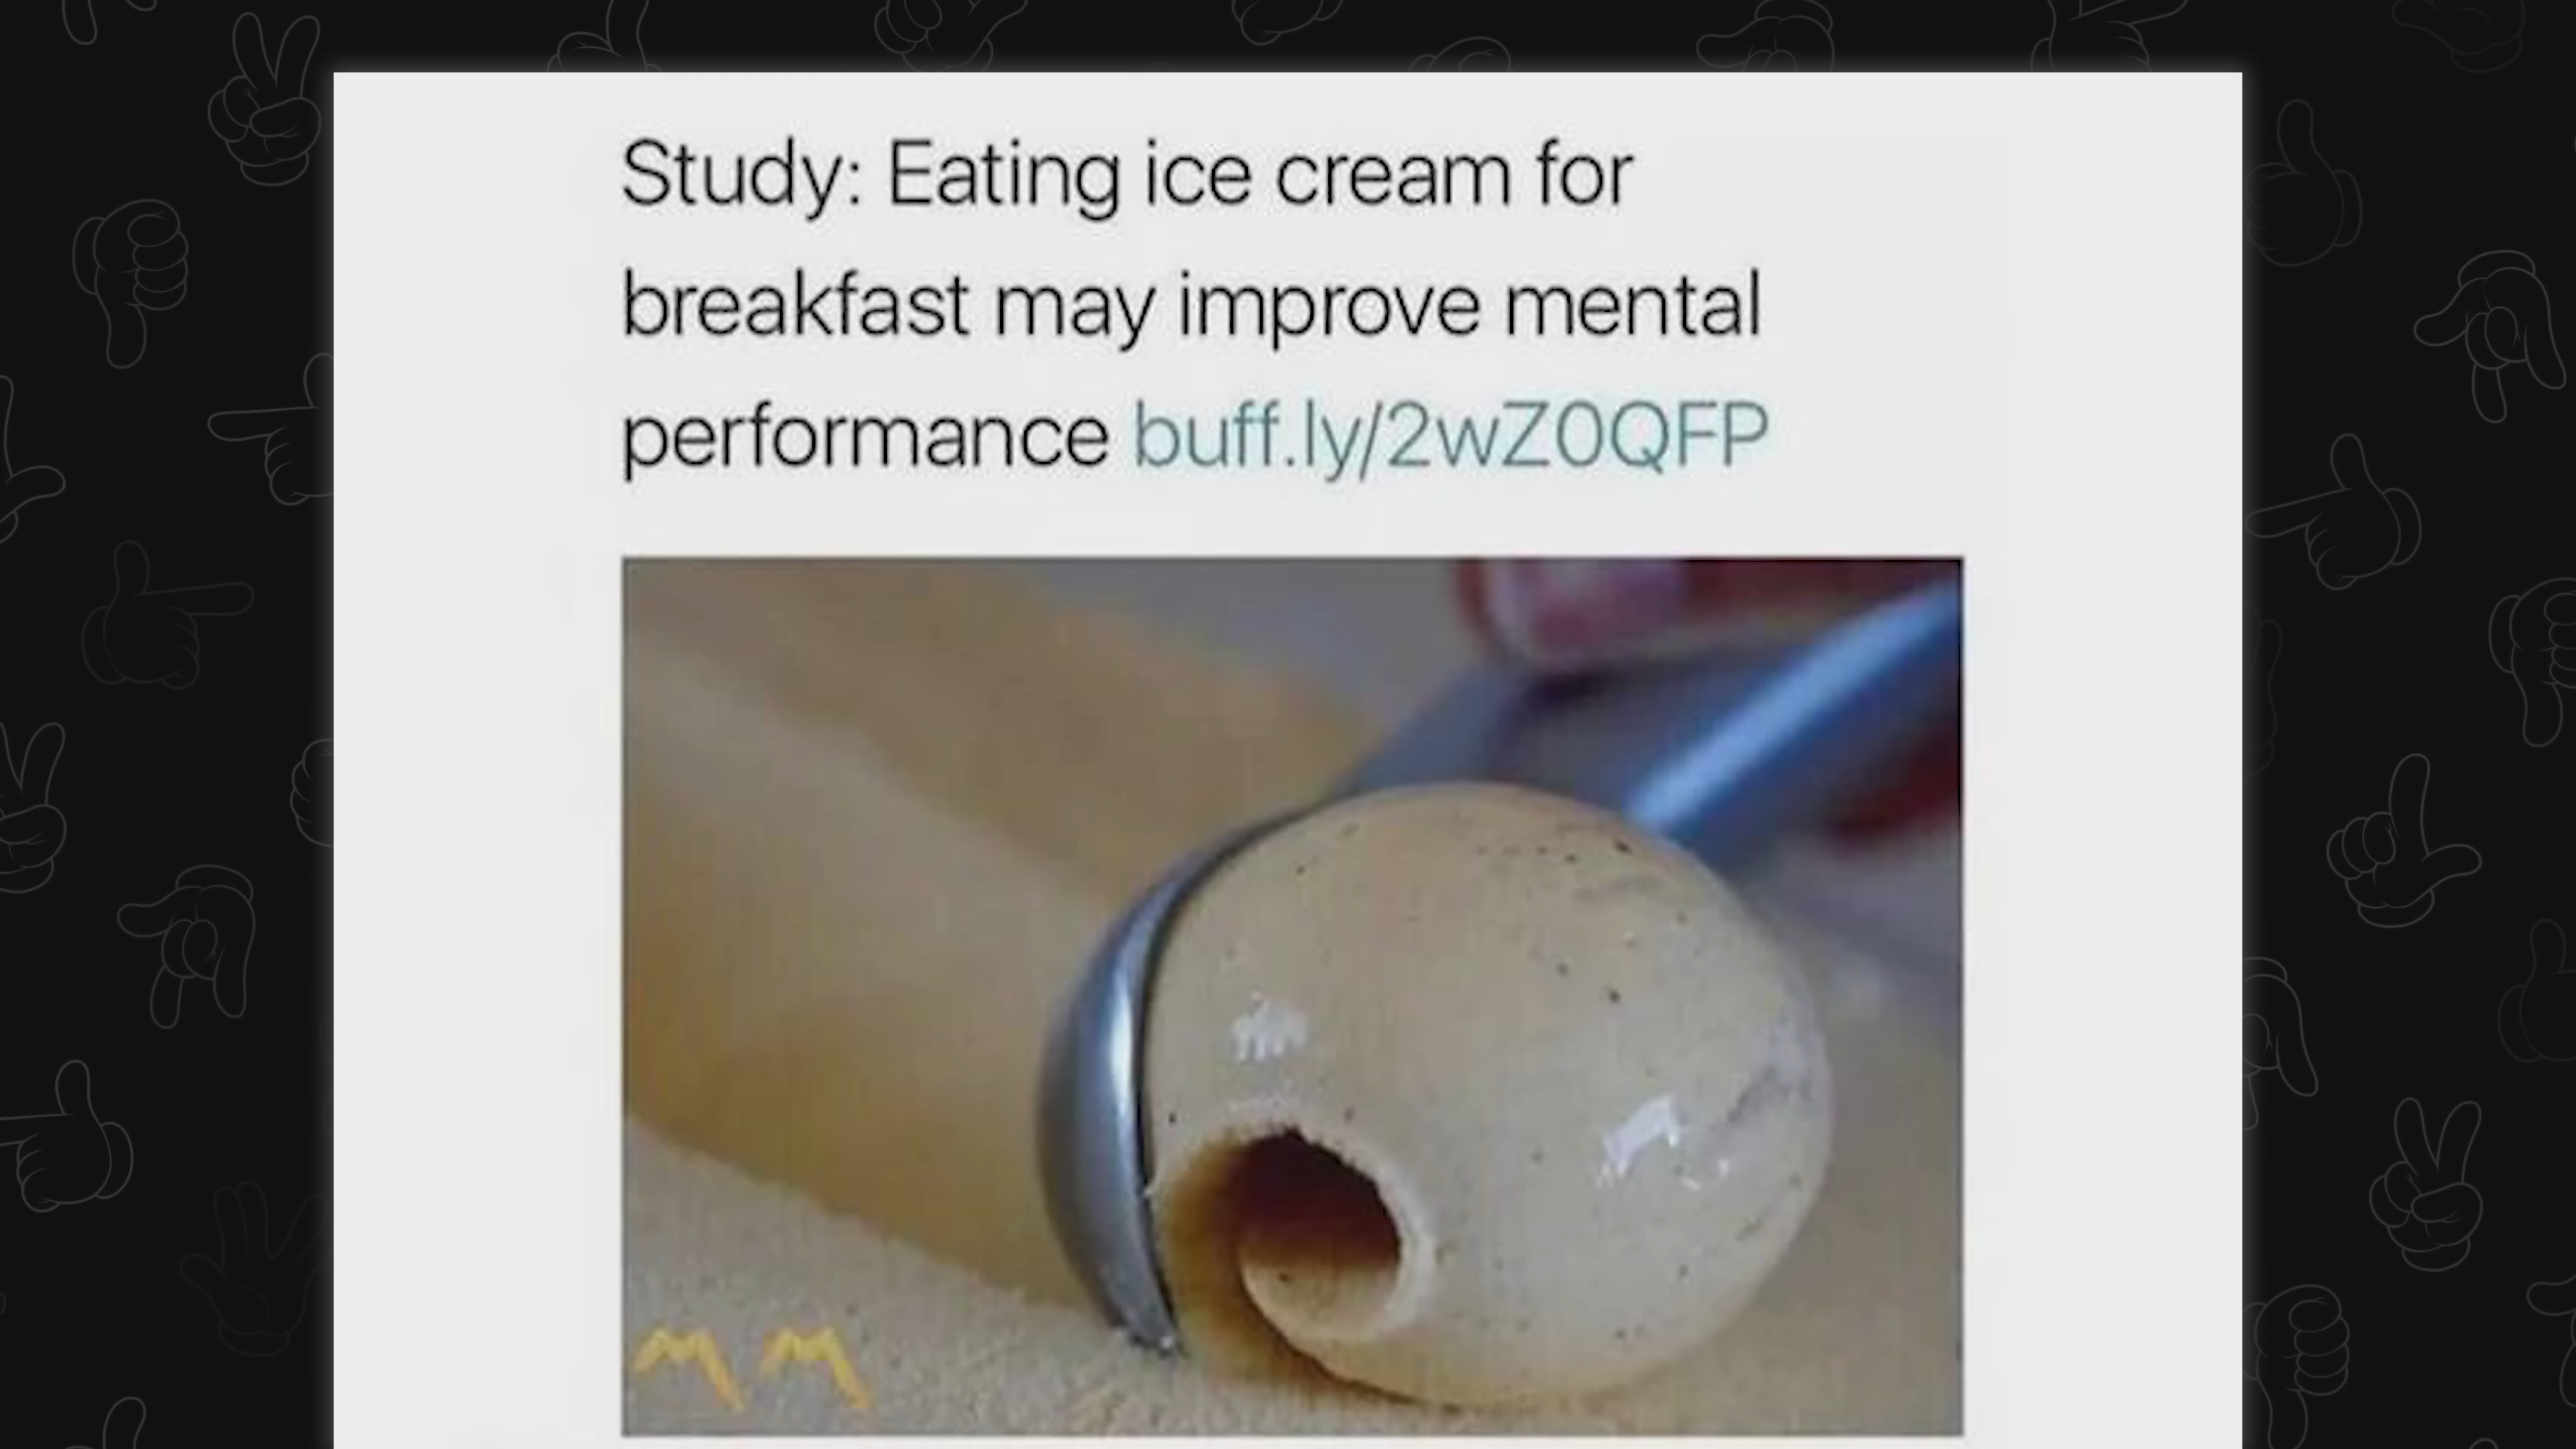 Study: Eating ice cream for
breakfast may improve mental
performance buff.ly/2wZ0QFP